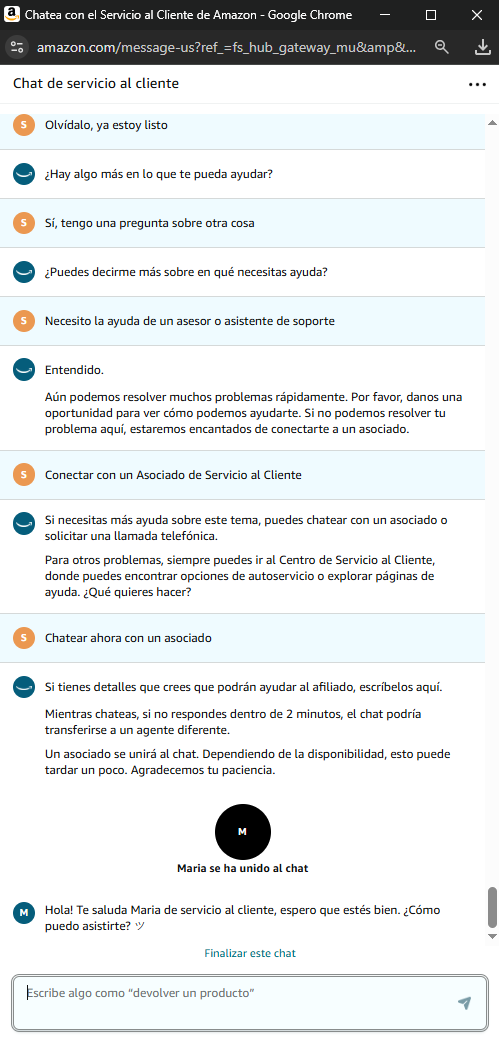 a Chatea con el Servicio al Cliente de Amazon - Google Chrome
amazon.com/message-us?ref_=fs_hub_gateway_mu&amp&...
Chat de servicio al cliente
S Olvídalo, ya estoy listo
¿Hay algo más en lo que te pueda ayudar?
S Sí, tengo una pregunta sobre otra cosa
¿Puedes decirme más sobre en qué necesitas ayuda?
S Necesito la ayuda de un asesor o asistente de soporte
Entendido.
Aún podemos resolver muchos problemas rápidamente. Por favor, danos una
oportunidad para ver cómo podemos ayudarte. Si no podemos resolver tu
problema aquí, estaremos encantados de conectarte a un asociado.
S Conectar con un Asociado de Servicio al Cliente
Si necesitas más ayuda sobre este tema, puedes chatear con un asociado o
solicitar una llamada telefónica.
Para otros problemas, siempre puedes ir al Centro de Servicio al Cliente,
donde puedes encontrar opciones de autoservicio o explorar páginas de
ayuda. ¿Qué quieres hacer?
S Chatear ahora con un asociado
Si tienes detalles que crees que podrán ayudar al afiliado, escríbelos aquí.
Mientras chateas, si no respondes dentro de 2 minutos, el chat podría
transferirse a un agente diferente.
Un asociado se unirá al chat. Dependiendo de la disponibilidad, esto puede
tardar un poco. Agradecemos tu paciencia.
M
Maria se ha unido al chat
M Hola! Te saluda Maria de servicio al cliente, espero que estés bien. ¿Cómo
puedo asistirte? ツ
Finalizar este chat
Escribe algo como “devolver un producto”